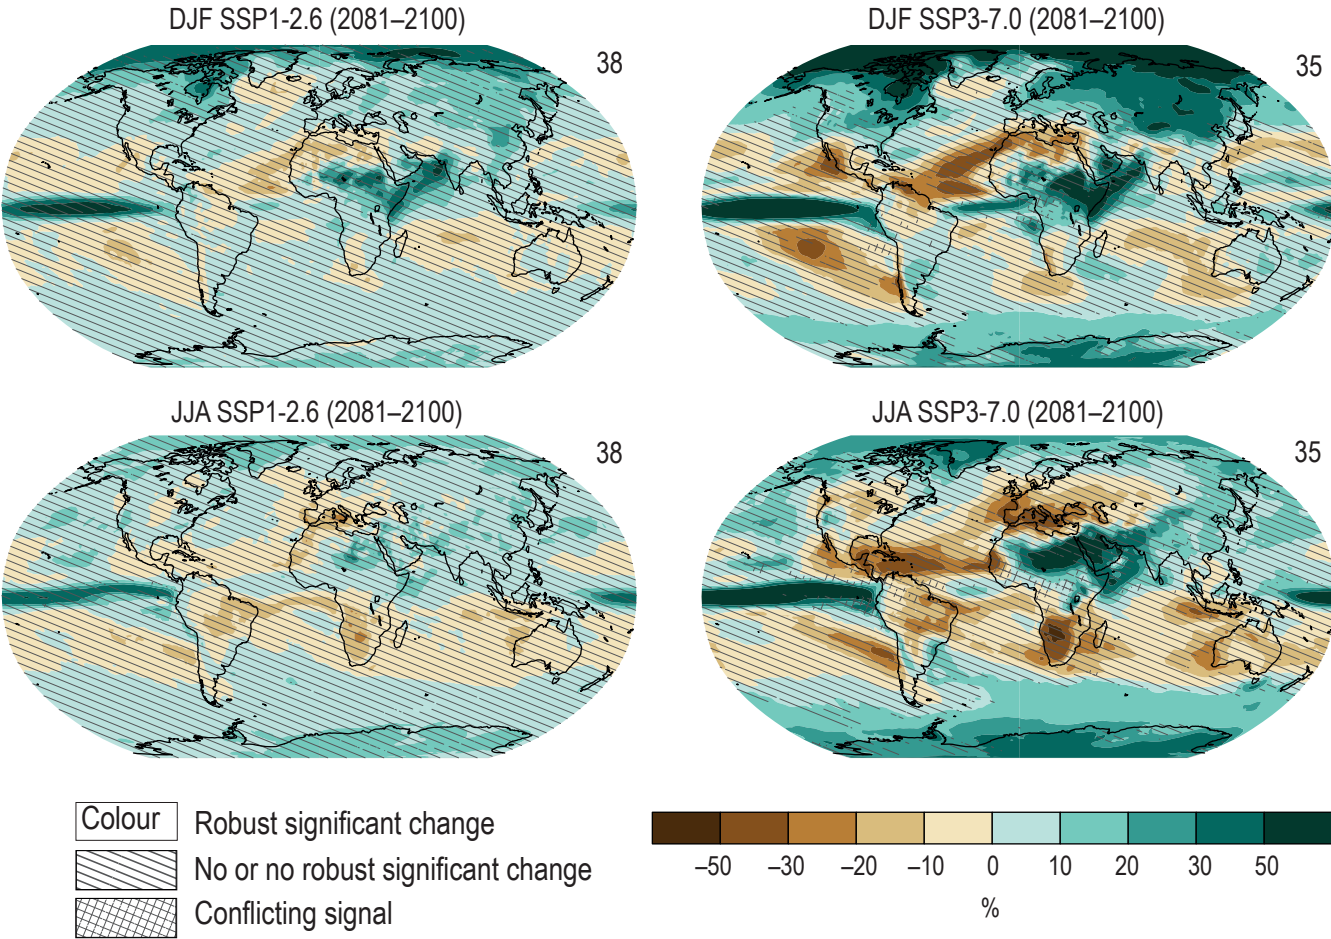 DJF SSP1-2.6 (2081–2100)
38
DJF SSP3-7.0 (2081–2100)
35
JJA SSP1-2.6 (2081–2100)
38
JJA SSP3-7.0 (2081–2100)
35
Colour
Robust significant change
No or no robust significant change
Conflicting signal
–50 –30 –20 –10 0 10 20 30 50
%